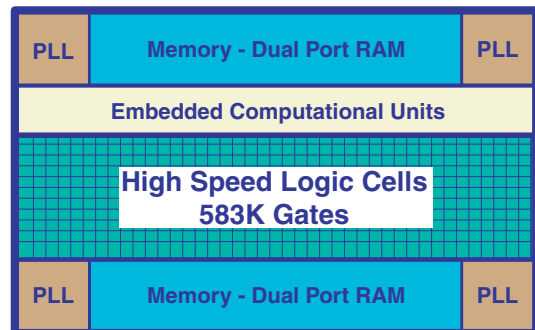 PLL Memory - Dual Port RAM PLL
Embedded Computational Units
High Speed Logic Cells
583K Gates
PLL Memory - Dual Port RAM PLL